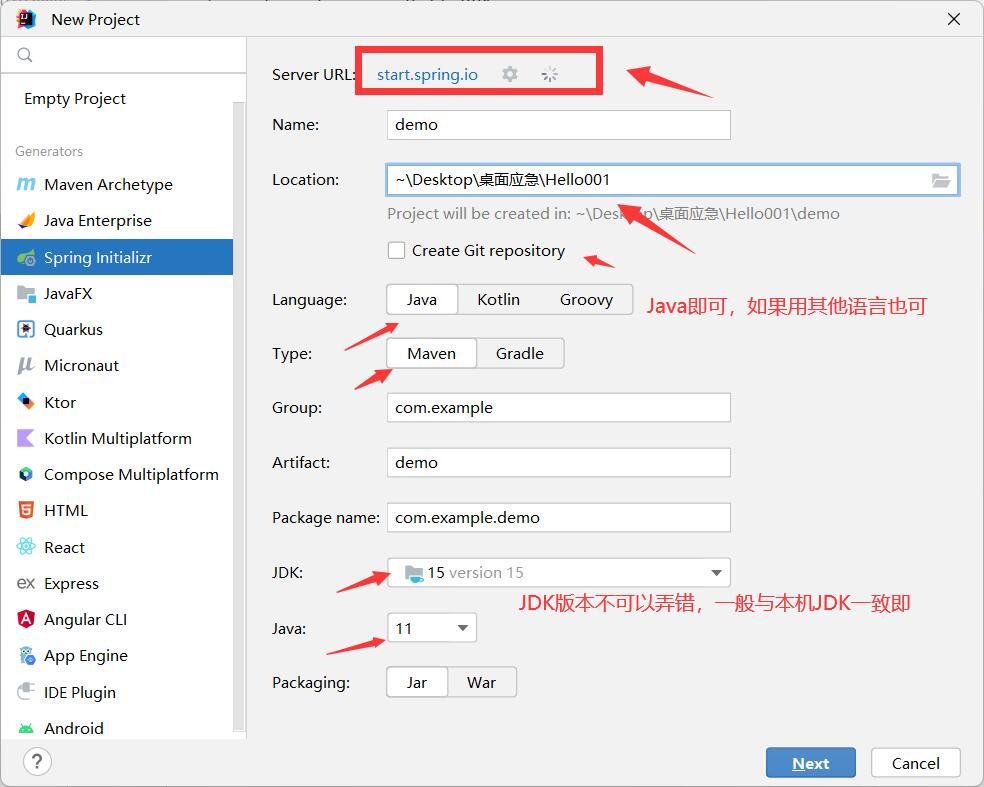 New Project
Server URL: start.spring.io
Empty Project
Name: demo
Generators
Maven Archetype
Location: ~\Desktop\桌面应急\Hello001
Java Enterprise
Project will be created in: ~\Desktop\桌面应急\Hello001\demo
Spring Initializr
Create Git repository
JavaFX
Language: Java Kotlin Groovy
Java即可，如果用其他语言也可
Quarkus
Type: Maven Gradle
Micronaut
Ktor
Group: com.example
Kotlin Multiplatform
Artifact: demo
Compose Multiplatform
HTML
Package name: com.example.demo
React
JDK: 15 version 15
Express
JDK版本不可以弄错，一般与本机JDK一致即
Angular CLI
Java: 11
App Engine
Packaging: Jar War
IDE Plugin
Android
?
Next
Cancel